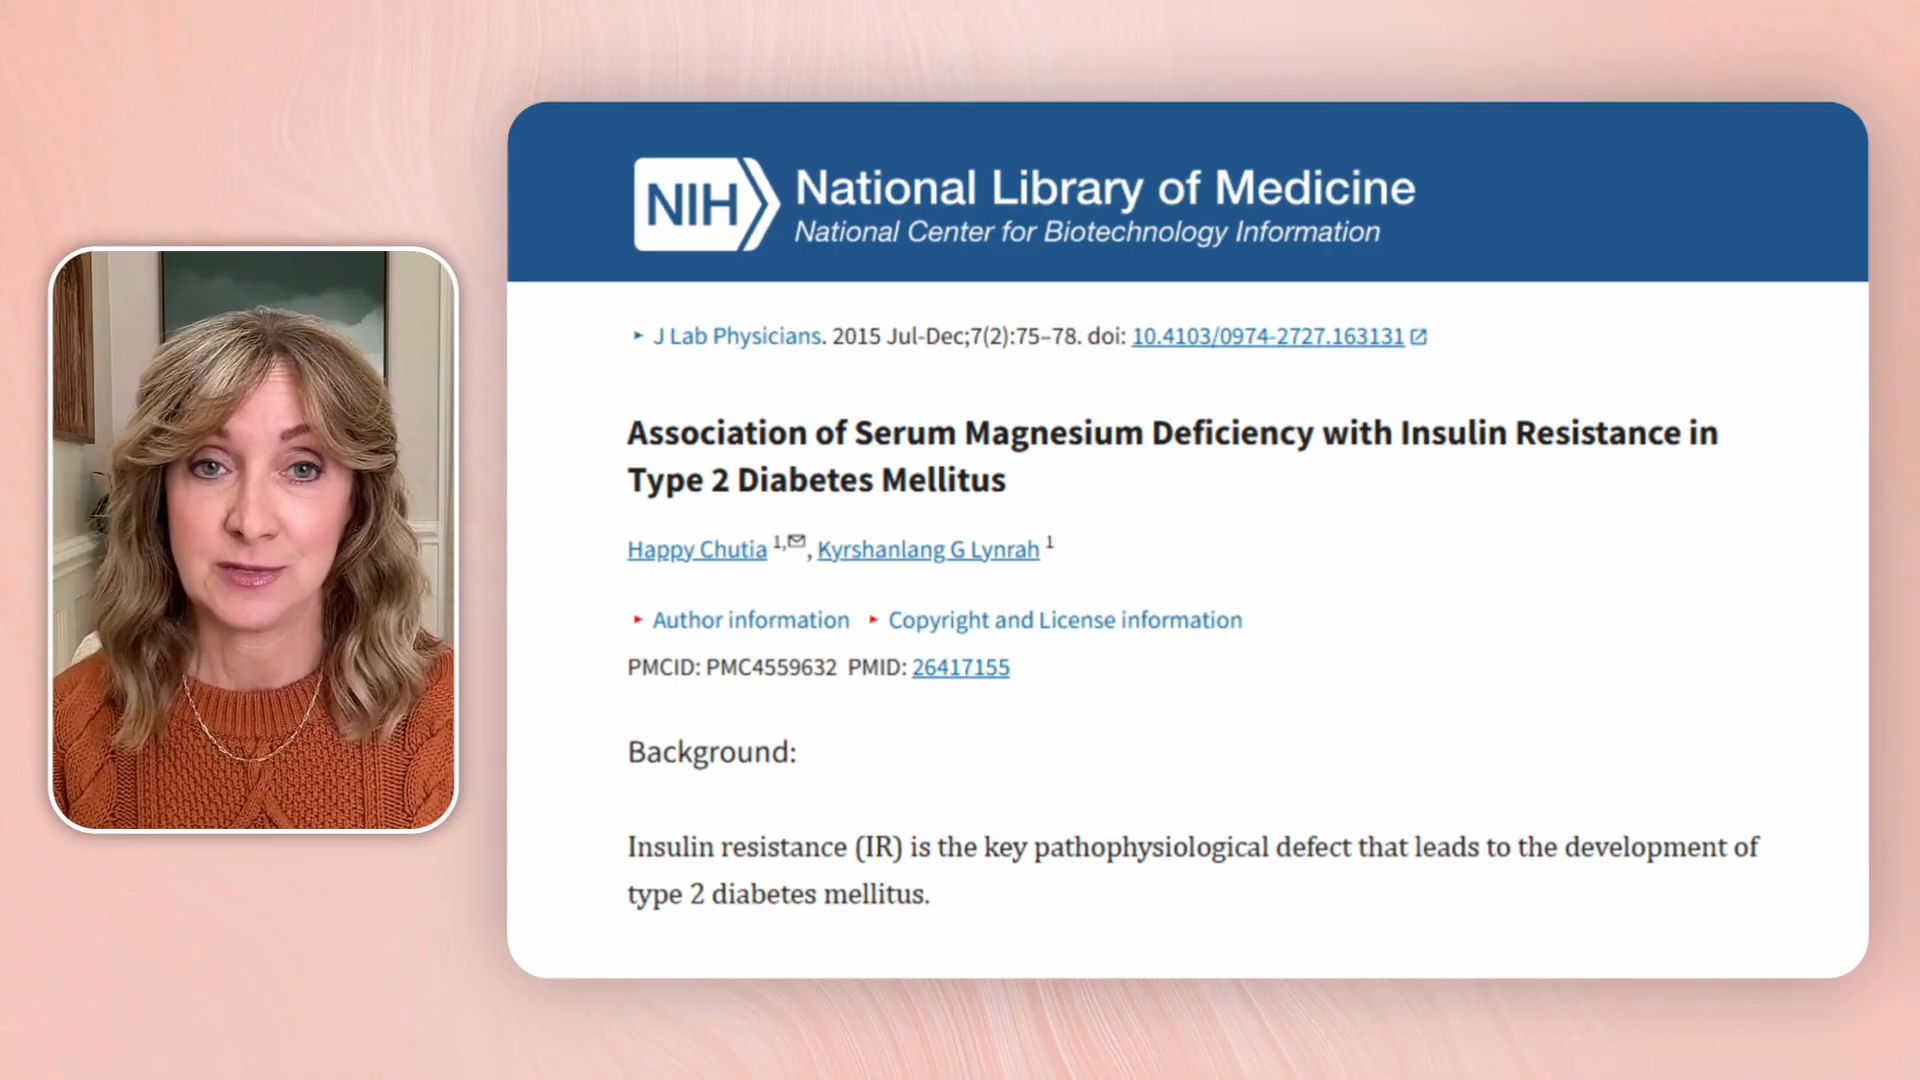 NIH National Library of Medicine
National Center for Biotechnology Information
‣ J Lab Physicians. 2015 Jul-Dec;7(2):75–78. doi: 10.4103/0974-2727.163131
Association of Serum Magnesium Deficiency with Insulin Resistance in
Type 2 Diabetes Mellitus
Happy Chutia 1,✉, Kyrshanlang G Lynrah 1
‣ Author information ‣ Copyright and License information
PMCID: PMC4559632 PMID: 26417155
Background:
Insulin resistance (IR) is the key pathophysiological defect that leads to the development of
type 2 diabetes mellitus.